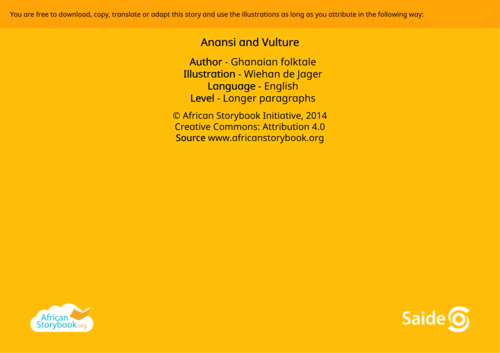 You are free to download, copy, translate or adapt this story and use the illustrations as long as you attribute in the following way:
Anansi and Vulture
Author - Ghanaian folktale
Illustration - Wiehan de Jager
Language - English
Level - Longer paragraphs
© African Storybook Initiative, 2014
Creative Commons: Attribution 4.0
Source www.africanstorybook.org
African
Storybook.org
Saide